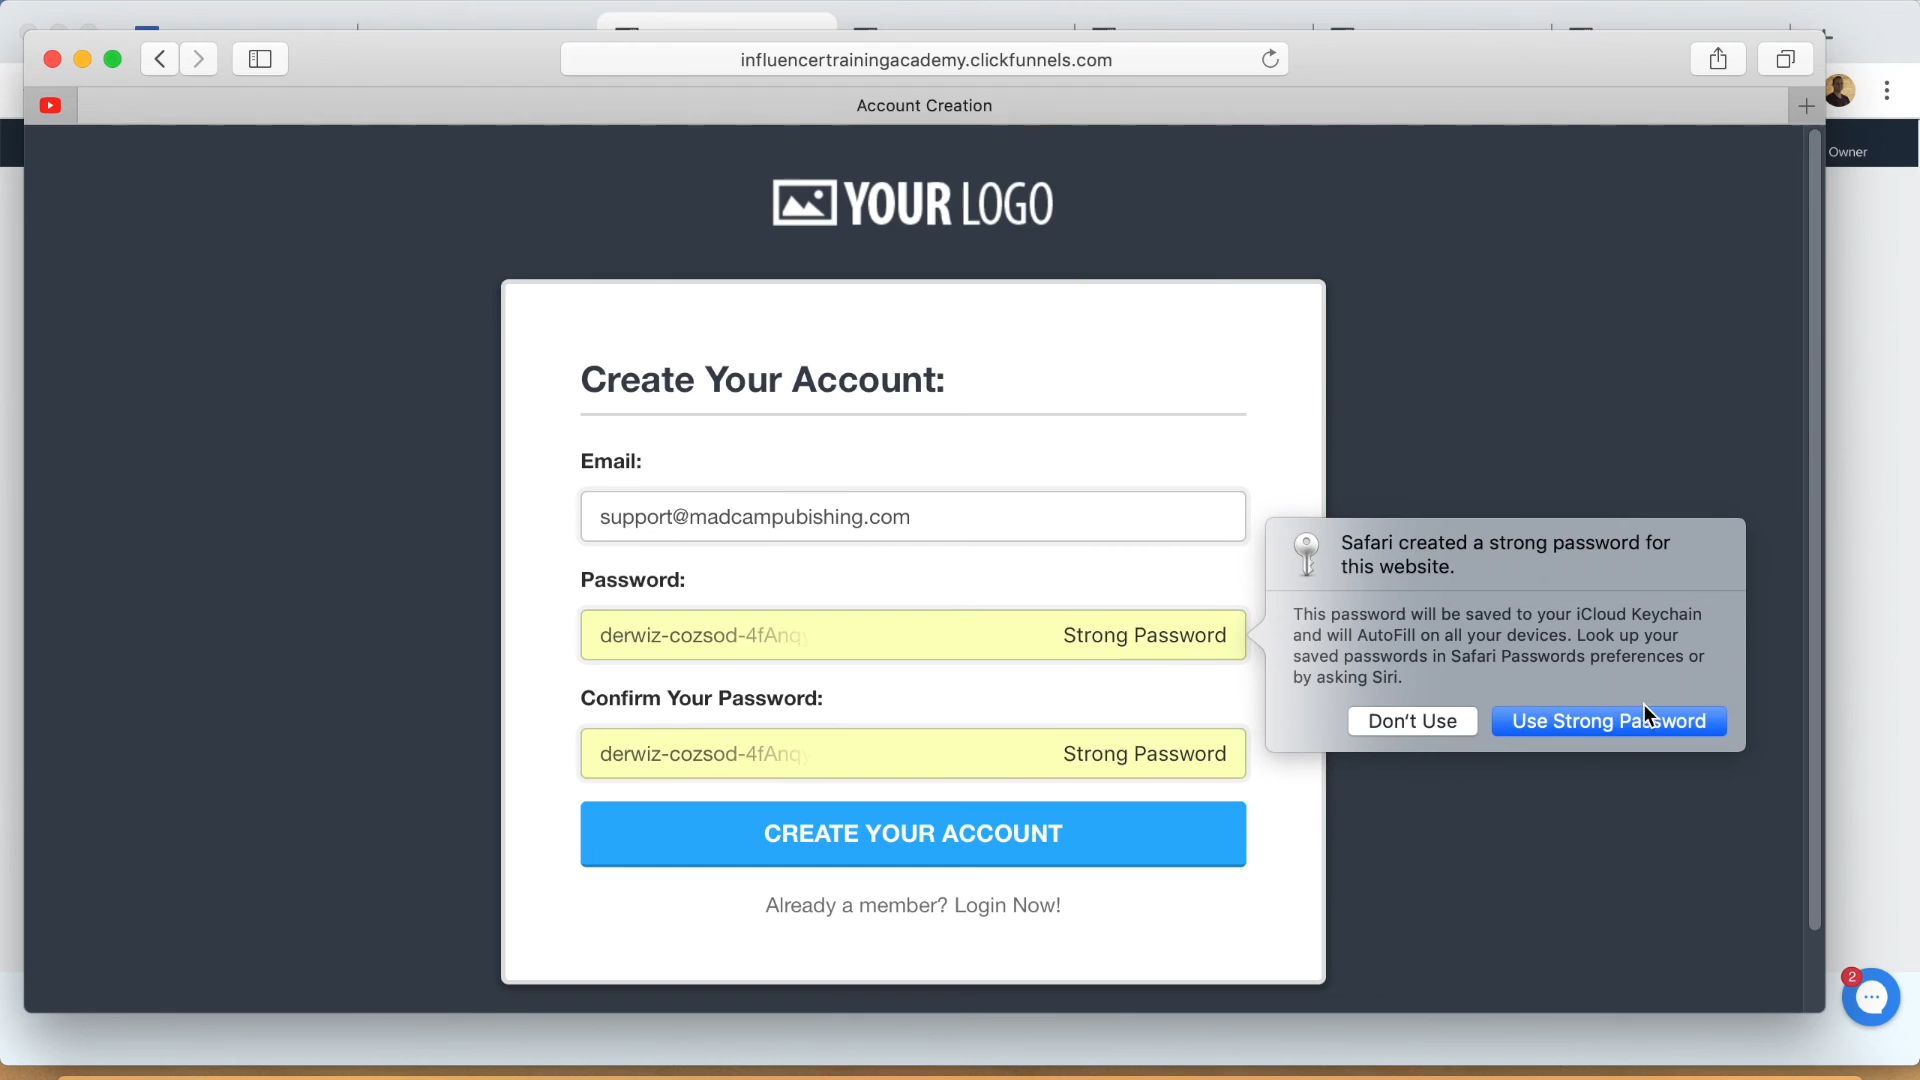 influencertrainingacademy.clickfunnels.com
Account Creation
Owner
YOUR LOGO
Create Your Account:
Email:
support@madcampubishing.com
Password:
derwiz-cozsod-4fAnqy Strong Password
Confirm Your Password:
derwiz-cozsod-4fAnqy Strong Password
CREATE YOUR ACCOUNT
Already a member? Login Now!
Safari created a strong password for
this website.
This password will be saved to your iCloud Keychain
and will AutoFill on all your devices. Look up your
saved passwords in Safari Passwords preferences or
by asking Siri.
Don't Use
Use Strong Password
2